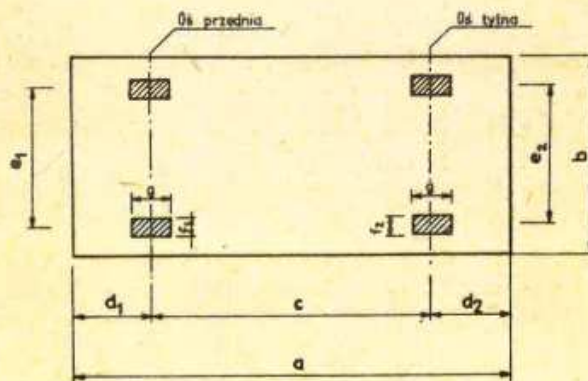 Oś przednia
Oś tylna
e₁
g
f₁
g
f₂
e₂
b
d₁
c
d₂
a